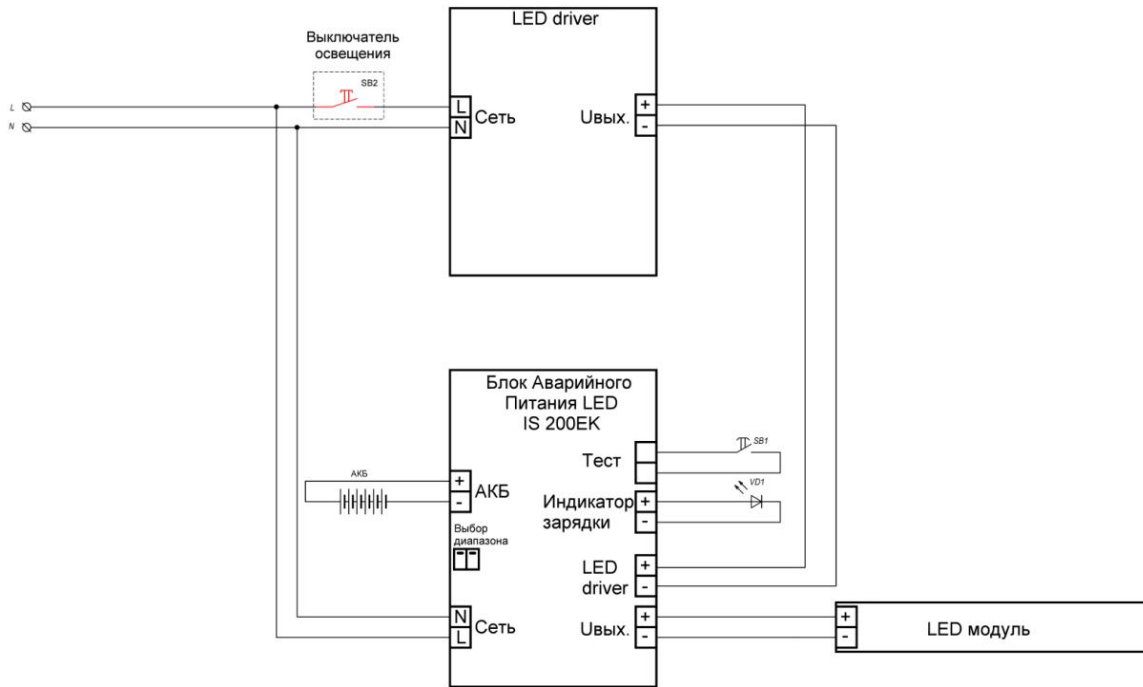 LED driver
Выключатель
освещения
SB2
L
N
L
N
Сеть
Uвых.
+
-
Блок Аварийного
Питания LED
IS 200EK
Тест
SB1
АКБ
+
-
АКБ
Индикатор
зарядки
+
-
VD1
Выбор
диапазона
LED
driver
+
-
N
L
Сеть
Uвых.
+
-
+
-
LED модуль